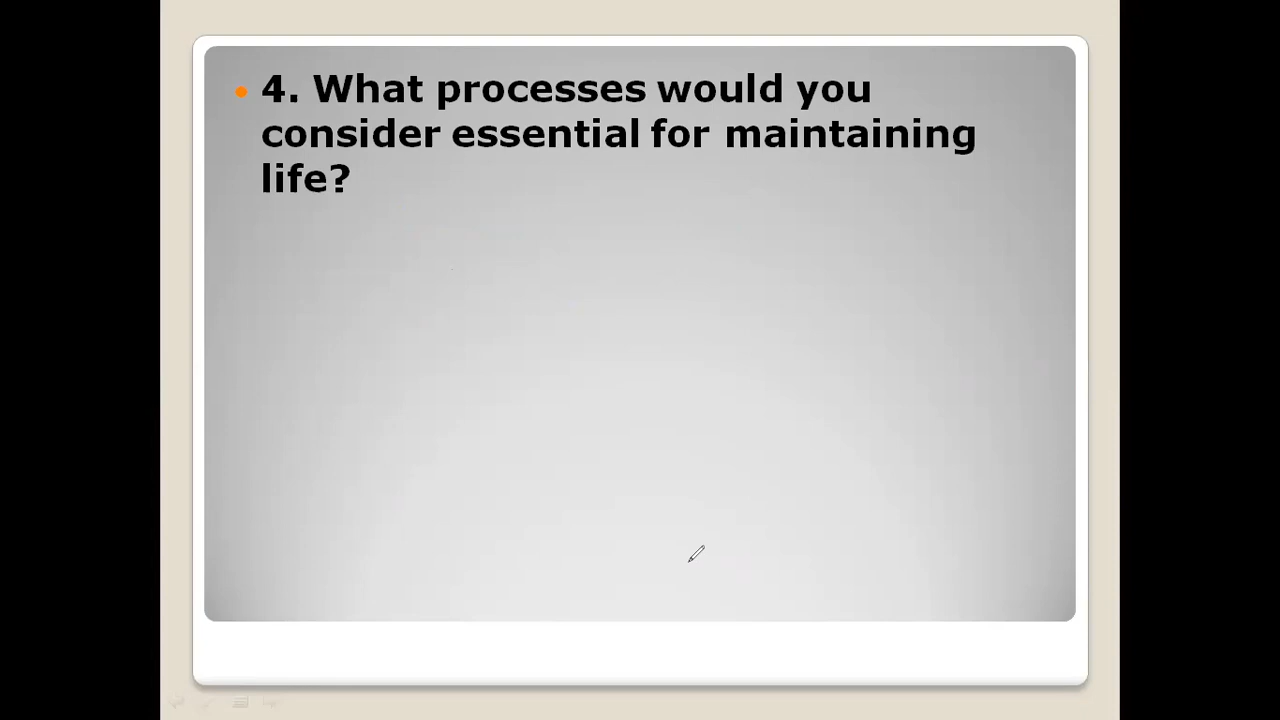 4. What processes would you
consider essential for maintaining
life?